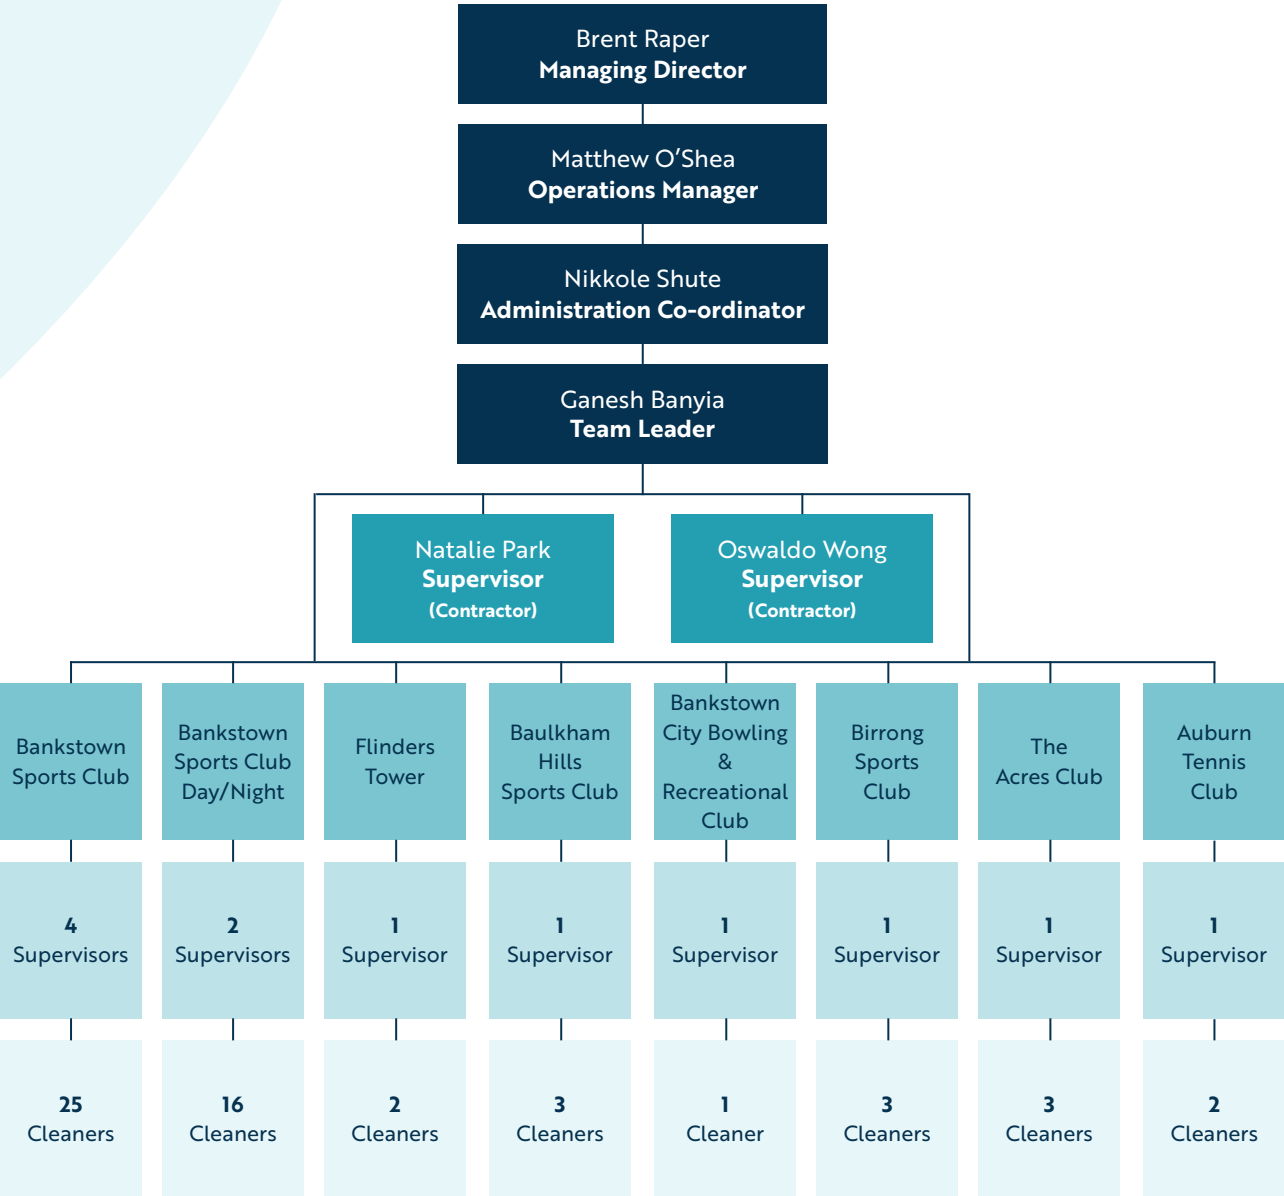 Brent Raper
Managing Director
Matthew O'Shea
Operations Manager
Nikkole Shute
Administration Co-ordinator
Ganesh Banyia
Team Leader
Natalie Park
Supervisor
(Contractor)
Oswaldo Wong
Supervisor
(Contractor)
Bankstown
Sports Club
Bankstown
Sports Club
Day/Night
Flinders
Tower
Baulkham
Hills
Sports Club
Bankstown
City Bowling
&
Recreational
Club
Birrong
Sports
Club
The
Acres Club
Auburn
Tennis
Club
4
Supervisors
2
Supervisors
1
Supervisor
1
Supervisor
1
Supervisor
1
Supervisor
1
Supervisor
1
Supervisor
25
Cleaners
16
Cleaners
2
Cleaners
3
Cleaners
1
Cleaner
3
Cleaners
3
Cleaners
2
Cleaners